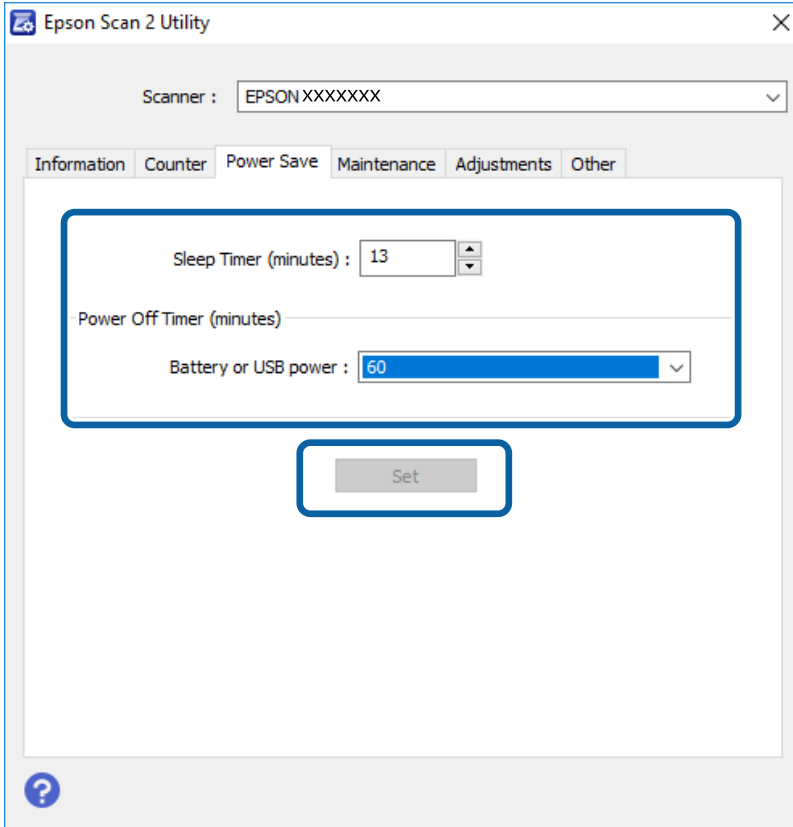 Epson Scan 2 Utility
Scanner : EPSON XXXXXXX
Information Counter Power Save Maintenance Adjustments Other
Sleep Timer (minutes) : 13
Power Off Timer (minutes)
Battery or USB power : 60
Set
?